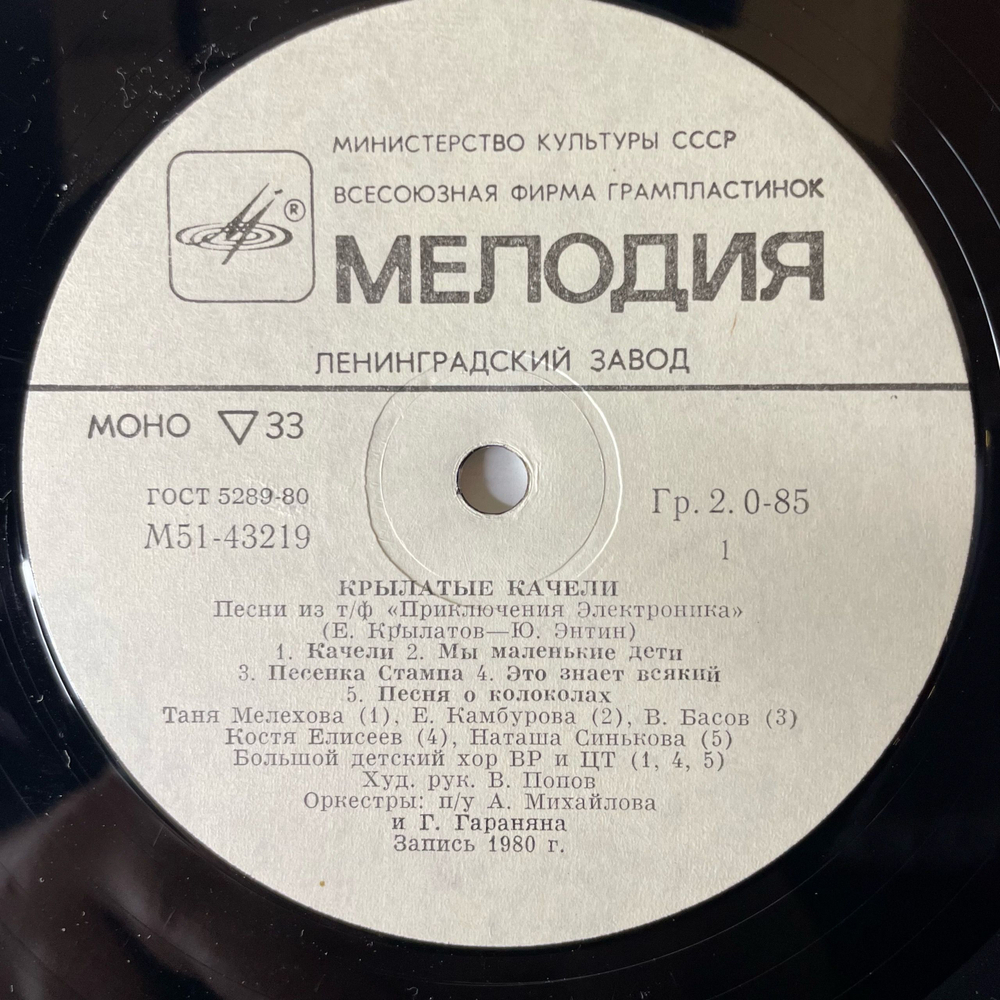 МИНИСТЕРСТВО КУЛЬТУРЫ СССР
ВСЕСОЮЗНАЯ ФИРМА ГРАМПЛАСТИНОК
®
МЕЛОДИЯ
ЛЕНИНГРАДСКИЙ ЗАВОД
МОНО ▽33
ГОСТ 5289-80
М51-43219
Гр. 2. 0-85
1
КРЫЛАТЫЕ КАЧЕЛИ
Песни из т/ф «Приключения Электроника»
(Е. Крылатов—Ю. Энтин)
1. Качели 2. Мы маленькие дети
3. Песенка Стампа 4. Это знает всякий
5. Песня о колоколах
Таня Мелехова (1), Е. Камбурова (2), В. Басов (3)
Костя Елисеев (4), Наташа Синькова (5)
Большой детский хор ВР и ЦТ (1, 4, 5)
Худ. рук. В. Попов
Оркестры: п/у А. Михайлова
и Г. Гараняна
Запись 1980 г.